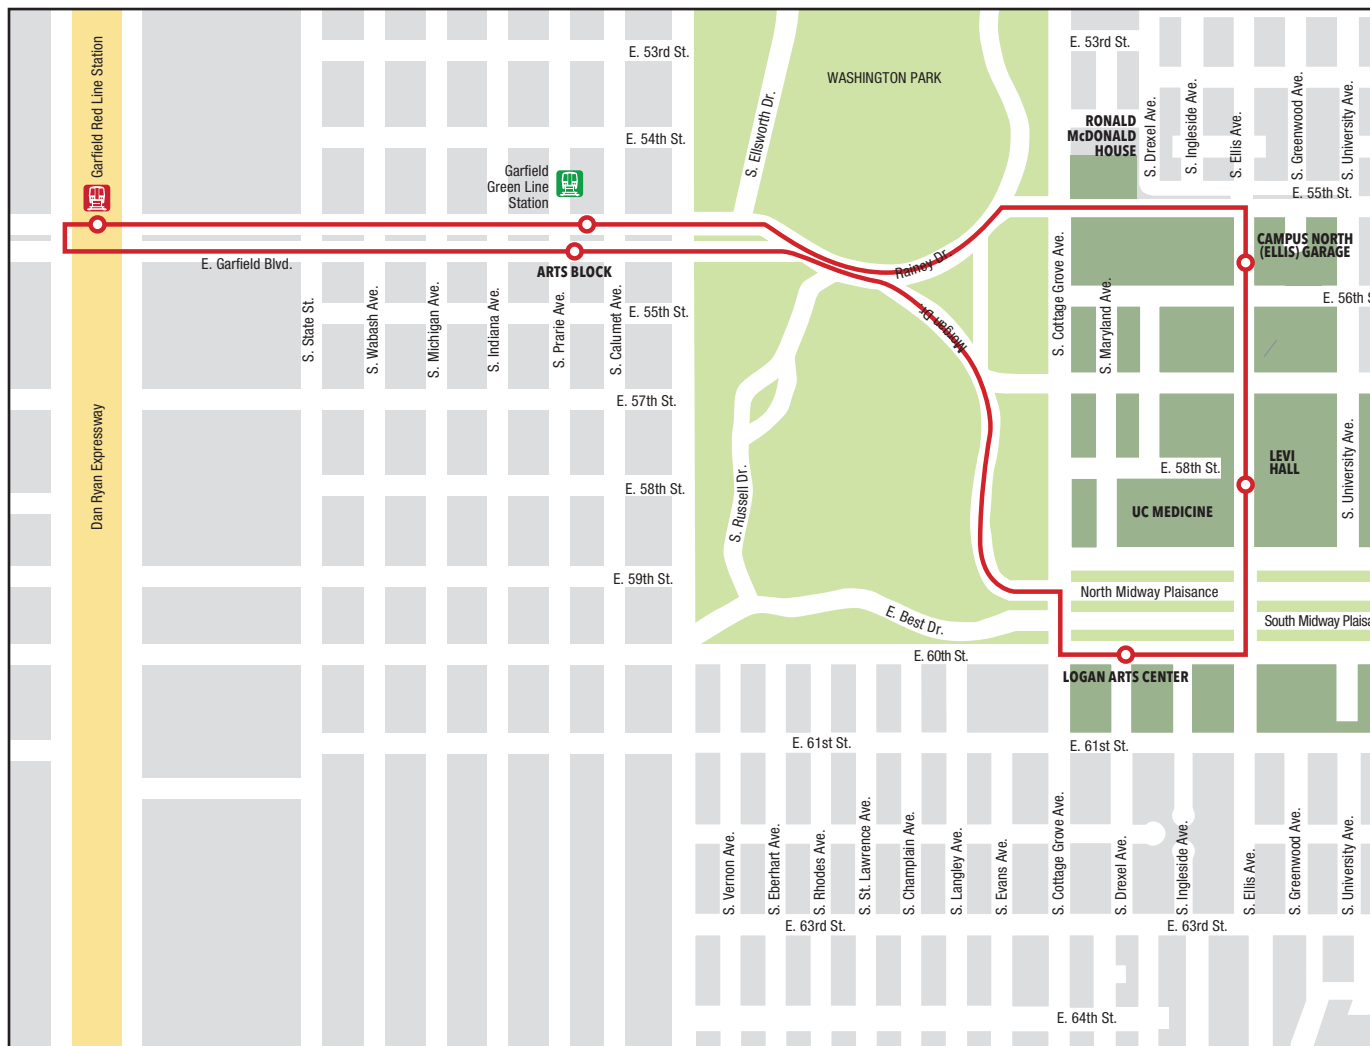 E. 53rd St.
E. 54th St.
Garfield Red Line Station
Garfield
Green Line
Station
S. Ellsworth Dr.
WASHINGTON PARK
E. 53rd St.
RONALD
McDONALD
HOUSE
S. Drexel Ave.
S. Ingleside Ave.
S. Ellis Ave.
S. Greenwood Ave.
S. University Ave.
E. 55th St.
CAMPUS NORTH
(ELLIS) GARAGE
E. Garfield Blvd.
ARTS BLOCK
Rainey Dr.
Morgan Dr.
S. Cottage Grove Ave.
S. Maryland Ave.
E. 56th S
S. State St.
S. Wabash Ave.
S. Michigan Ave.
S. Indiana Ave.
S. Prarie Ave.
S. Calumet Ave.
E. 55th St.
E. 57th St.
Dan Ryan Expressway
E. 58th St.
S. Russell Dr.
E. 58th St.
LEVI
HALL
S. University Ave.
UC MEDICINE
E. 59th St.
North Midway Plaisance
South Midway Plaisa
E. Best Dr.
E. 60th St.
LOGAN ARTS CENTER
E. 61st St.
E. 61st St.
S. Vernon Ave.
S. Eberhart Ave.
S. Rhodes Ave.
S. St. Lawrence Ave.
S. Champlain Ave.
S. Langley Ave.
S. Evans Ave.
S. Cottage Grove Ave.
S. Drexel Ave.
S. Ingleside Ave.
S. Ellis Ave.
S. Greenwood Ave.
S. University Ave.
E. 63rd St.
E. 63rd St.
E. 64th St.